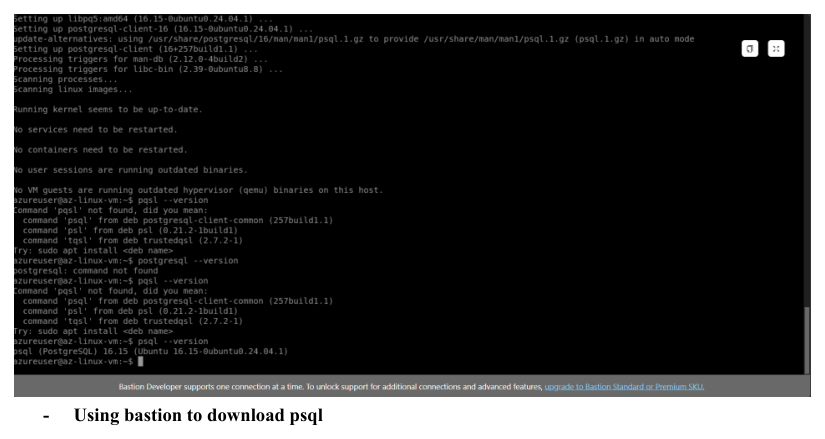 Setting up libpq5:amd64 (16.15-0ubuntu0.24.04.1) ...
Setting up postgresql-client-16 (16.15-0ubuntu0.24.04.1) ...
update-alternatives: using /usr/share/postgresql/16/man/man1/psql.1.gz to provide /usr/share/man/man1/psql.1.gz (psql.1.gz) in auto mode
Setting up postgresql-client (16+257build1.1) ...
Processing triggers for man-db (2.12.0-4build2) ...
Processing triggers for libc-bin (2.39-0ubuntu8.8) ...
Scanning processes...
Scanning linux images...
Running kernel seems to be up-to-date.
No services need to be restarted.
No containers need to be restarted.
No user sessions are running outdated binaries.
No VM guests are running outdated hypervisor (qemu) binaries on this host.
azureuser@az-linux-vm:~$ pqsl --version
Command 'pqsl' not found, did you mean:
command 'psql' from deb postgresql-client-common (257build1.1)
command 'psl' from deb psl (0.21.2-1build1)
command 'tqsl' from deb trustedqsl (2.7.2-1)
Try: sudo apt install <deb name>
azureuser@az-linux-vm:~$ postgresql --version
postgresql: command not found
azureuser@az-linux-vm:~$ pqsl --version
Command 'pqsl' not found, did you mean:
command 'psql' from deb postgresql-client-common (257build1.1)
command 'psl' from deb psl (0.21.2-1build1)
command 'tqsl' from deb trustedqsl (2.7.2-1)
Try: sudo apt install <deb name>
azureuser@az-linux-vm:~$ psql --version
psql (PostgreSQL) 16.15 (Ubuntu 16.15-0ubuntu0.24.04.1)
azureuser@az-linux-vm:~$
Bastion Developer supports one connection at a time. To unlock support for additional connections and advanced features, upgrade to Bastion Standard or Premium SKU.
- Using bastion to download psql